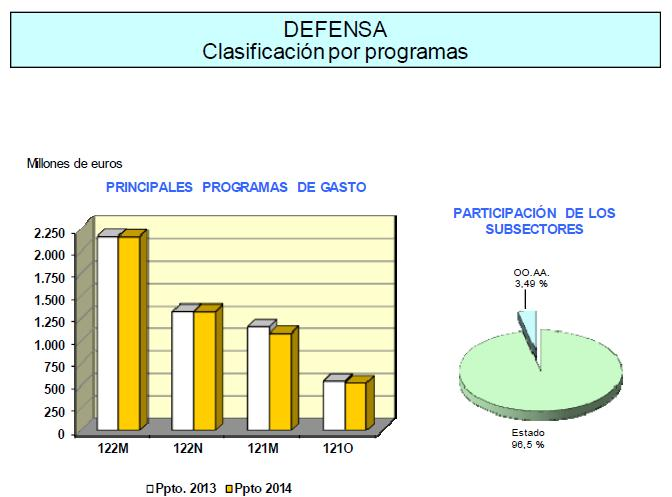 DEFENSA
Clasificación por programas
Millones de euros
PRINCIPALES PROGRAMAS DE GASTO
2.250
2.000
1.750
1.500
1.250
1.000
750
500
250
0
122M 122N 121M 121O
Ppto. 2013 Ppto 2014
PARTICIPACIÓN DE LOS
SUBSECTORES
OO.AA.
3,49 %
Estado
96,5 %